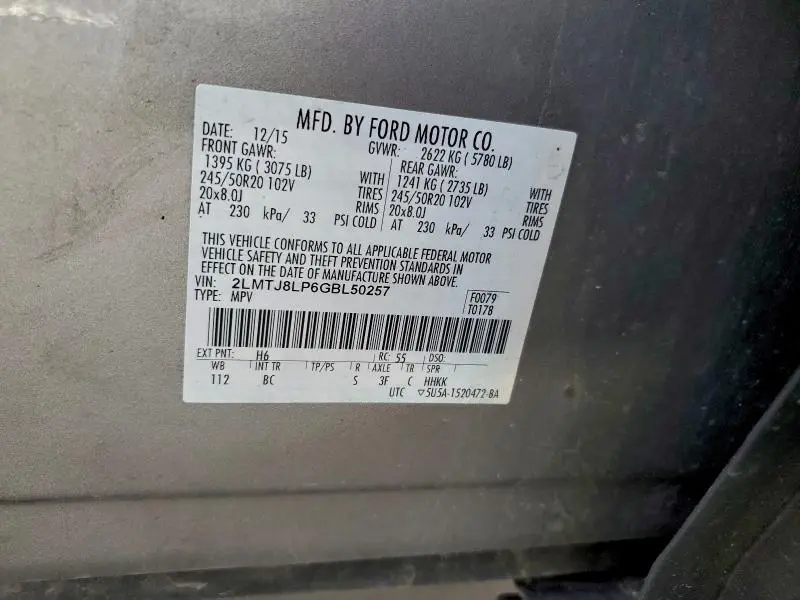 MFD. BY FORD MOTOR CO.
DATE: 12/15 GVWR: 2622 KG ( 5780 LB)
FRONT GAWR: REAR GAWR:
1395 KG ( 3075 LB) WITH 1241 KG ( 2735 LB) WITH
245/50R20 102V TIRES 245/50R20 102V TIRES
20x8.0J RIMS 20x8.0J RIMS
AT 230 kPa/ 33 PSI COLD AT 230 kPa/ 33 PSI COLD
THIS VEHICLE CONFORMS TO ALL APPLICABLE FEDERAL MOTOR
VEHICLE SAFETY AND THEFT PREVENTION STANDARDS IN
EFFECT ON THE DATE OF MANUFACTURE SHOWN ABOVE.
VIN: 2LMTJ8LP6GBL50257 F0079
TYPE: MPV T0178
EXT PNT: H6 RC: 55 DSO:
WB INT TR TP/PS R AXLE TR SPR
112 BC S 3F C HHKK
UTC ▽5U5A-1520472-BA